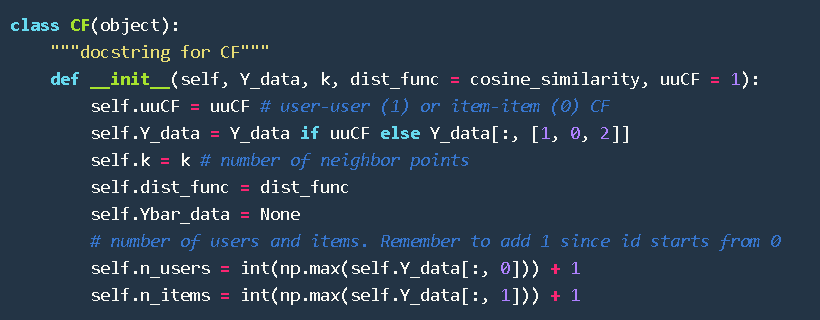 class CF(object):
    """docstring for CF"""
    def __init__(self, Y_data, k, dist_func = cosine_similarity, uuCF = 1):
        self.uuCF = uuCF # user-user (1) or item-item (0) CF
        self.Y_data = Y_data if uuCF else Y_data[:, [1, 0, 2]]
        self.k = k # number of neighbor points
        self.dist_func = dist_func
        self.Ybar_data = None
        # number of users and items. Remember to add 1 since id starts from 0
        self.n_users = int(np.max(self.Y_data[:, 0])) + 1
        self.n_items = int(np.max(self.Y_data[:, 1])) + 1